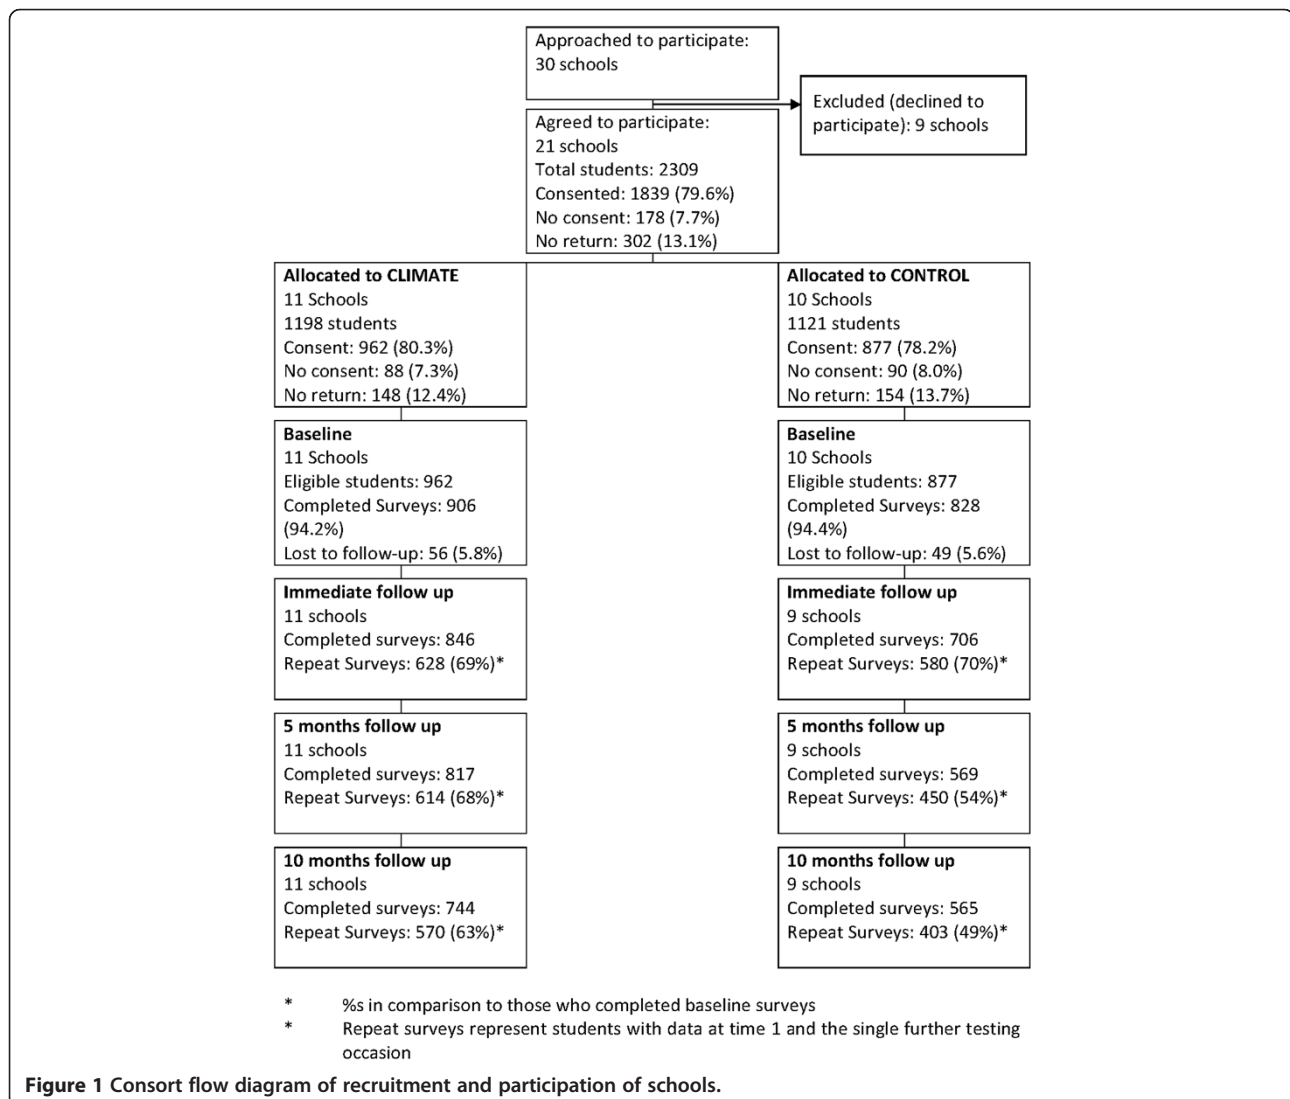 Approached to participate:
30 schools
Excluded (declined to
participate): 9 schools
Agreed to participate:
21 schools
Total students: 2309
Consented: 1839 (79.6%)
No consent: 178 (7.7%)
No return: 302 (13.1%)
Allocated to CLIMATE
11 Schools
1198 students
Consent: 962 (80.3%)
No consent: 88 (7.3%)
No return: 148 (12.4%)
Allocated to CONTROL
10 Schools
1121 students
Consent: 877 (78.2%)
No consent: 90 (8.0%)
No return: 154 (13.7%)
Baseline
11 Schools
Eligible students: 962
Completed Surveys: 906
(94.2%)
Lost to follow-up: 56 (5.8%)
Baseline
10 Schools
Eligible students: 877
Completed Surveys: 828
(94.4%)
Lost to follow-up: 49 (5.6%)
Immediate follow up
11 schools
Completed surveys: 846
Repeat Surveys: 628 (69%)*
Immediate follow up
9 schools
Completed surveys: 706
Repeat Surveys: 580 (70%)*
5 months follow up
11 schools
Completed surveys: 817
Repeat Surveys: 614 (68%)*
5 months follow up
9 schools
Completed surveys: 569
Repeat Surveys: 450 (54%)*
10 months follow up
11 schools
Completed surveys: 744
Repeat Surveys: 570 (63%)*
10 months follow up
9 schools
Completed surveys: 565
Repeat Surveys: 403 (49%)*
* %s in comparison to those who completed baseline surveys
* Repeat surveys represent students with data at time 1 and the single further testing
occasion
Figure 1 Consort flow diagram of recruitment and participation of schools.